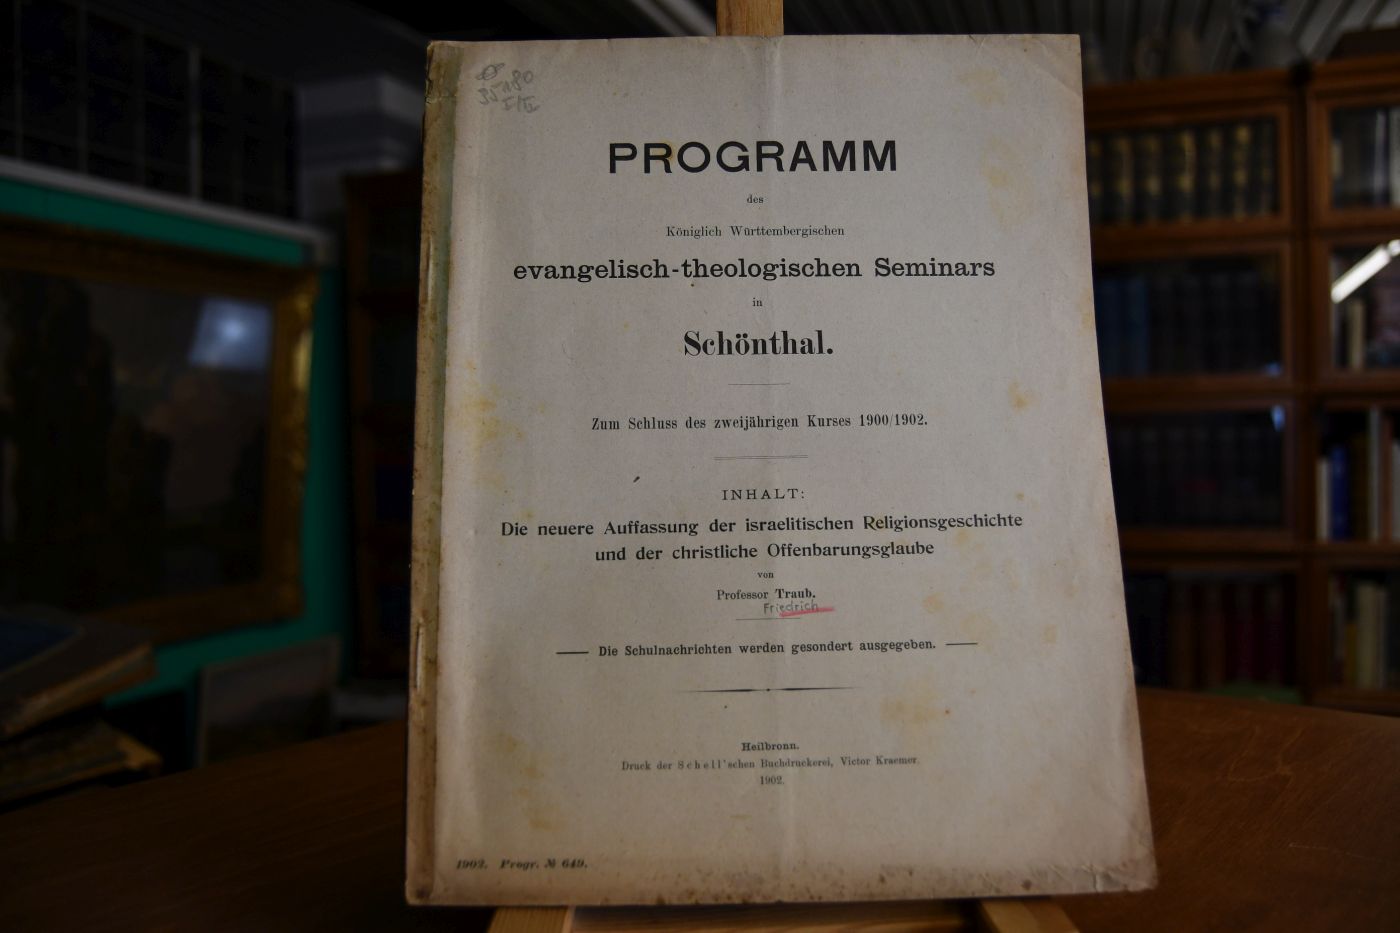 PROGRAMM
des
Königlich Württembergischen
evangelisch-theologischen Seminars
in
Schönthal.
Zum Schluss des zweijährigen Kurses 1900/1902.
INHALT:
Die neuere Auffassung der israelitischen Religionsgeschichte
und der christliche Offenbarungsglaube
von
Professor Traub.
Friedrich
Die Schulnachrichten werden gesondert ausgegeben.
Heilbronn.
Druck der Schell'schen Buchdruckerei, Victor Kraemer.
1902.
1902. Progr. № 649.